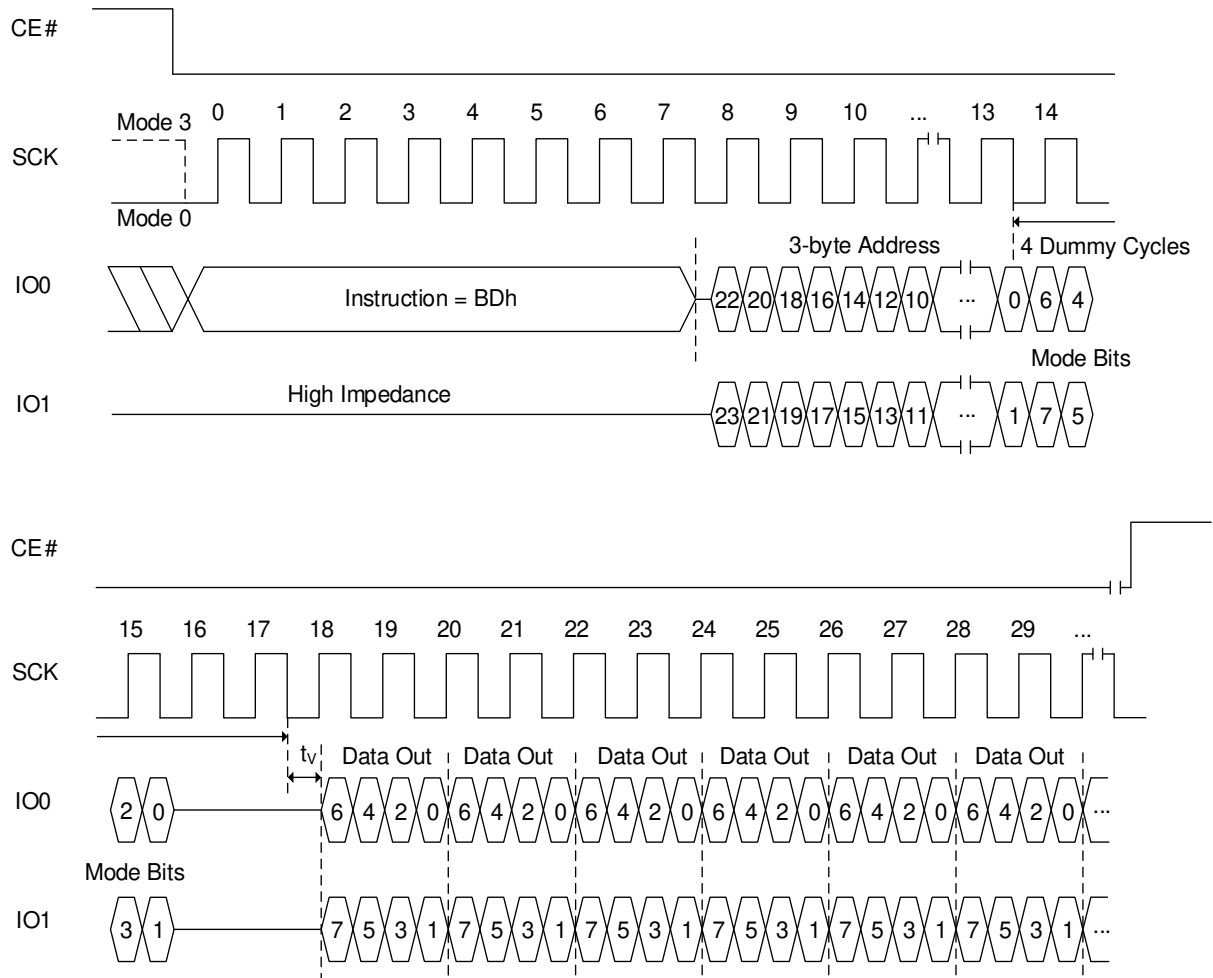 CE#
0 1 2 3 4 5 6 7 8 9 10 ... 13 14
Mode 3
SCK
Mode 0
3-byte Address 4 Dummy Cycles
IO0 Instruction = BDh 22 20 18 16 14 12 10 ... 0 6 4
Mode Bits
IO1 High Impedance 23 21 19 17 15 13 11 ... 1 7 5
CE#
15 16 17 18 19 20 21 22 23 24 25 26 27 28 29 ...
SCK
tV Data Out Data Out Data Out Data Out Data Out Data Out
IO0 2 0 6 4 2 0 6 4 2 0 6 4 2 0 6 4 2 0 6 4 2 0 6 4 2 0 ...
Mode Bits
IO1 3 1 7 5 3 1 7 5 3 1 7 5 3 1 7 5 3 1 7 5 3 1 7 5 3 1 ...